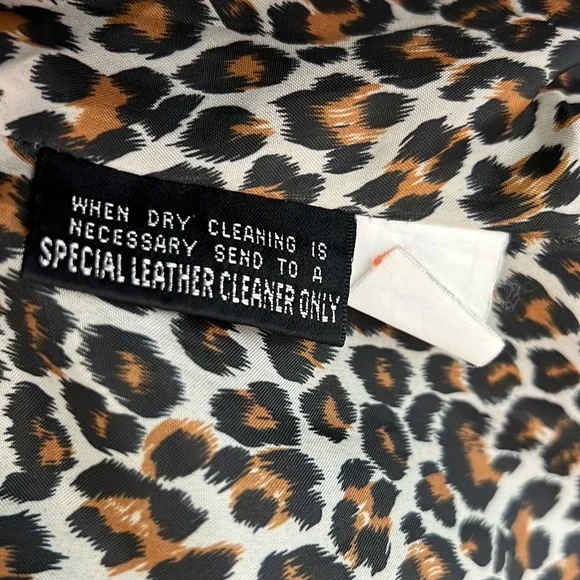 WHEN DRY CLEANING IS
NECESSARY SEND TO A
SPECIAL LEATHER CLEANER ONLY